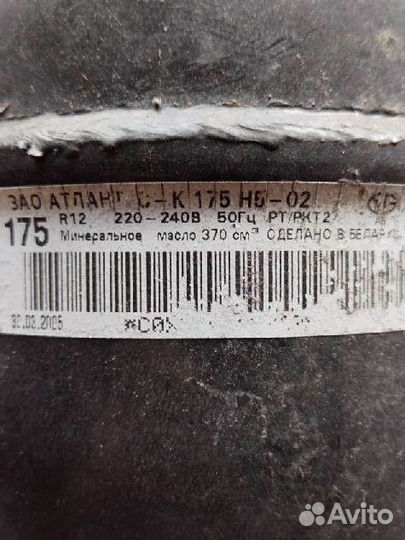 ЗАО АТЛАНТ С-К 175 Н5-02
175 R12 220-240В 50Гц РТ/РКТ2
Минеральное масло 370 см³ СДЕЛАНО В БЕЛАРУС
30.03.2005
Avito